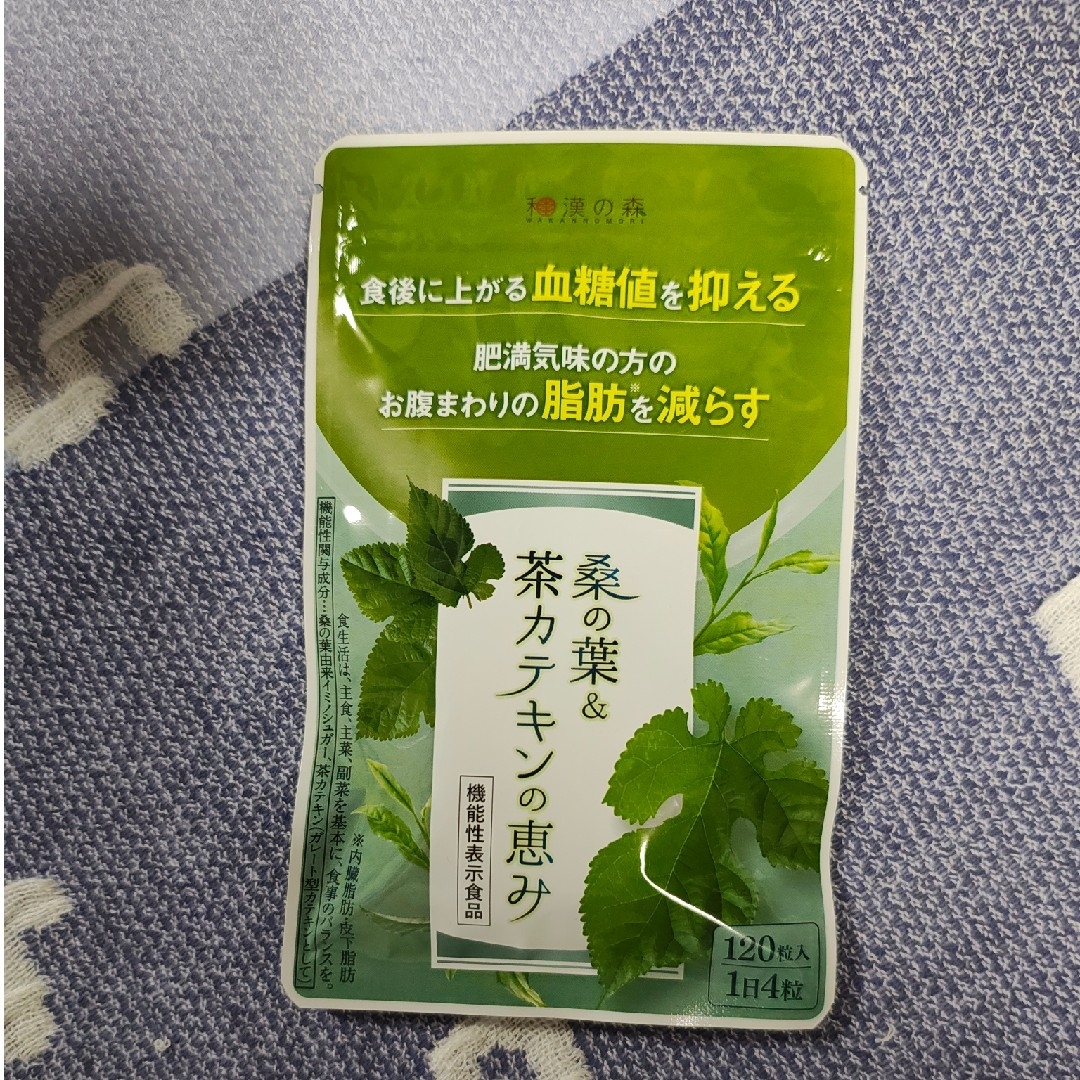 和漢の森
WAKANNOMORI
食後に上がる血糖値を抑える
肥満気味の方の
お腹まわりの脂肪※を減らす
桑の葉&
茶カテキンの恵み
機能性表示食品
機能性関与成分…桑の葉由来イミノシュガー、茶カテキン(ガレート型カテキンとして)
食生活は、主食、主菜、副菜を基本に、食事のバランスを。
※内臓脂肪・皮下脂肪
120粒入
1日4粒